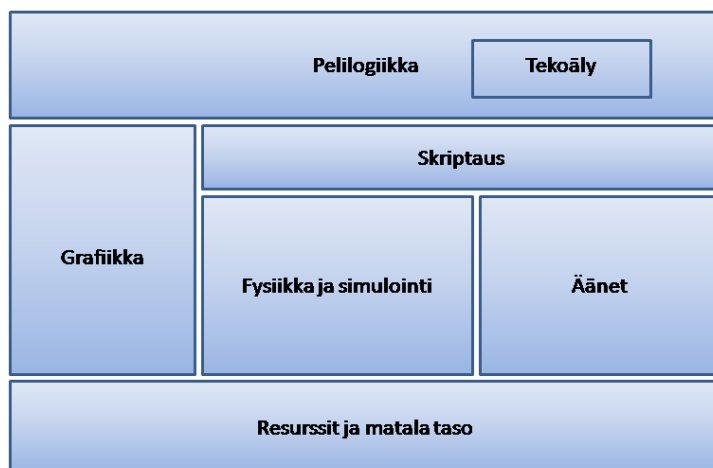 Pelilogiikka
Tekoäly
Skriptaus
Grafiikka
Fysiikka ja simulointi
Äänet
Resurssit ja matala taso